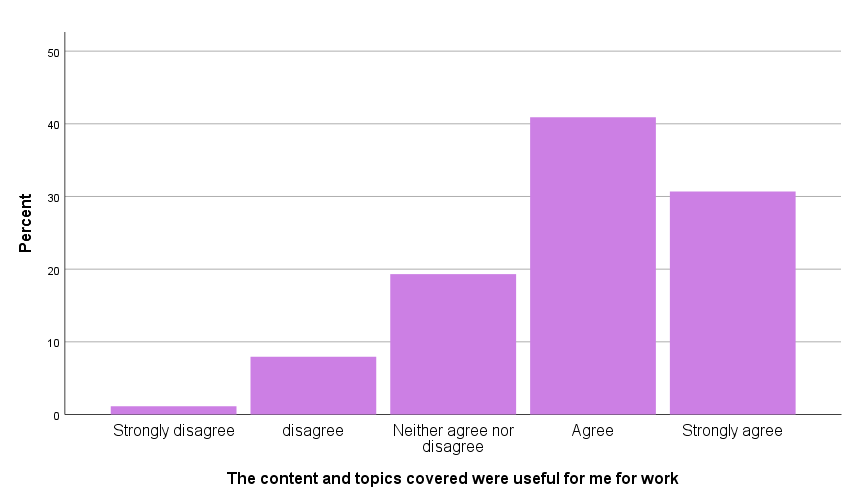 50
40
30
20
10
0
Percent
Strongly disagree
disagree
Neither agree nor
disagree
Agree
Strongly agree
The content and topics covered were useful for me for work